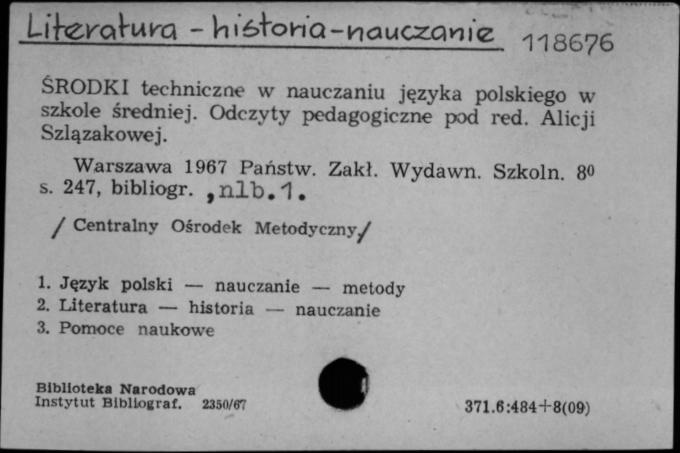 Literatura - historia-nauczanie 118676
ŚRODKI techniczne w nauczaniu języka polskiego w
szkole średniej. Odczyty pedagogiczne pod red. Alicji
Szlązakowej.
Warszawa 1967 Państw. Zakł. Wydawn. Szkoln. 8⁰
s. 247, bibliogr. ,nlb.1.
/ Centralny Ośrodek Metodyczny/
1. Język polski — nauczanie — metody
2. Literatura — historia — nauczanie
3. Pomoce naukowe
Biblioteka Narodowa
Instytut Bibliograf. 2350/67 371.6:484+8(09)